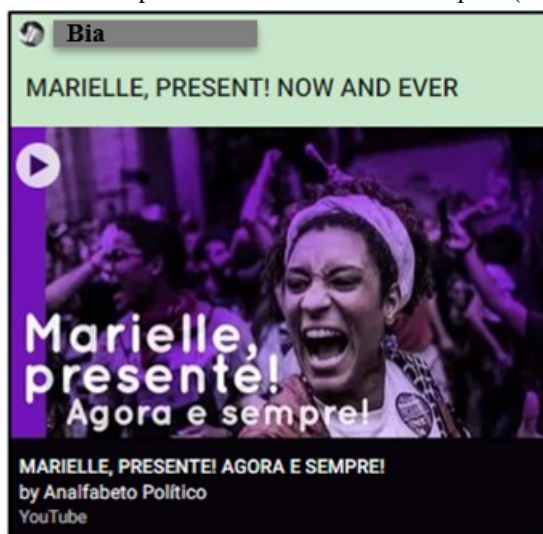 Bia
MARIELLE, PRESENT! NOW AND EVER
Marielle,
presente!
Agora e sempre!
MARIELLE, PRESENTE! AGORA E SEMPRE!
by Analfabeto Político
YouTube